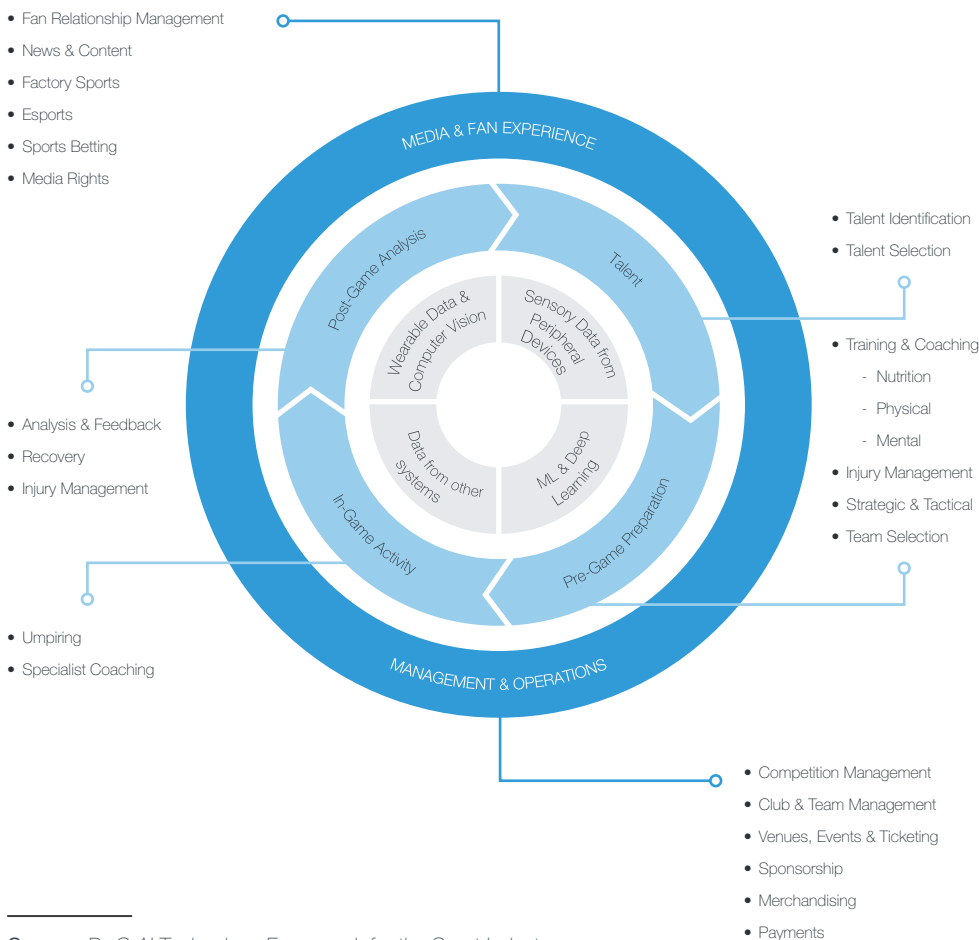 • Fan Relationship Management
• News & Content
• Factory Sports
• Esports
• Sports Betting
• Media Rights
MEDIA & FAN EXPERIENCE
• Talent Identification
• Talent Selection
Post-Game Analysis
Talent
Wearable Data &
Computer Vision
Sensory Data from
Peripheral
Devices
• Training & Coaching
- Nutrition
- Physical
- Mental
• Injury Management
• Strategic & Tactical
• Team Selection
• Analysis & Feedback
• Recovery
• Injury Management
Data from other
systems
ML & Deep
Learning
In-Game Activity
Pre-Game Preparation
• Umpiring
• Specialist Coaching
MANAGEMENT & OPERATIONS
• Competition Management
• Club & Team Management
• Venues, Events & Ticketing
• Sponsorship
• Merchandising
• Payments